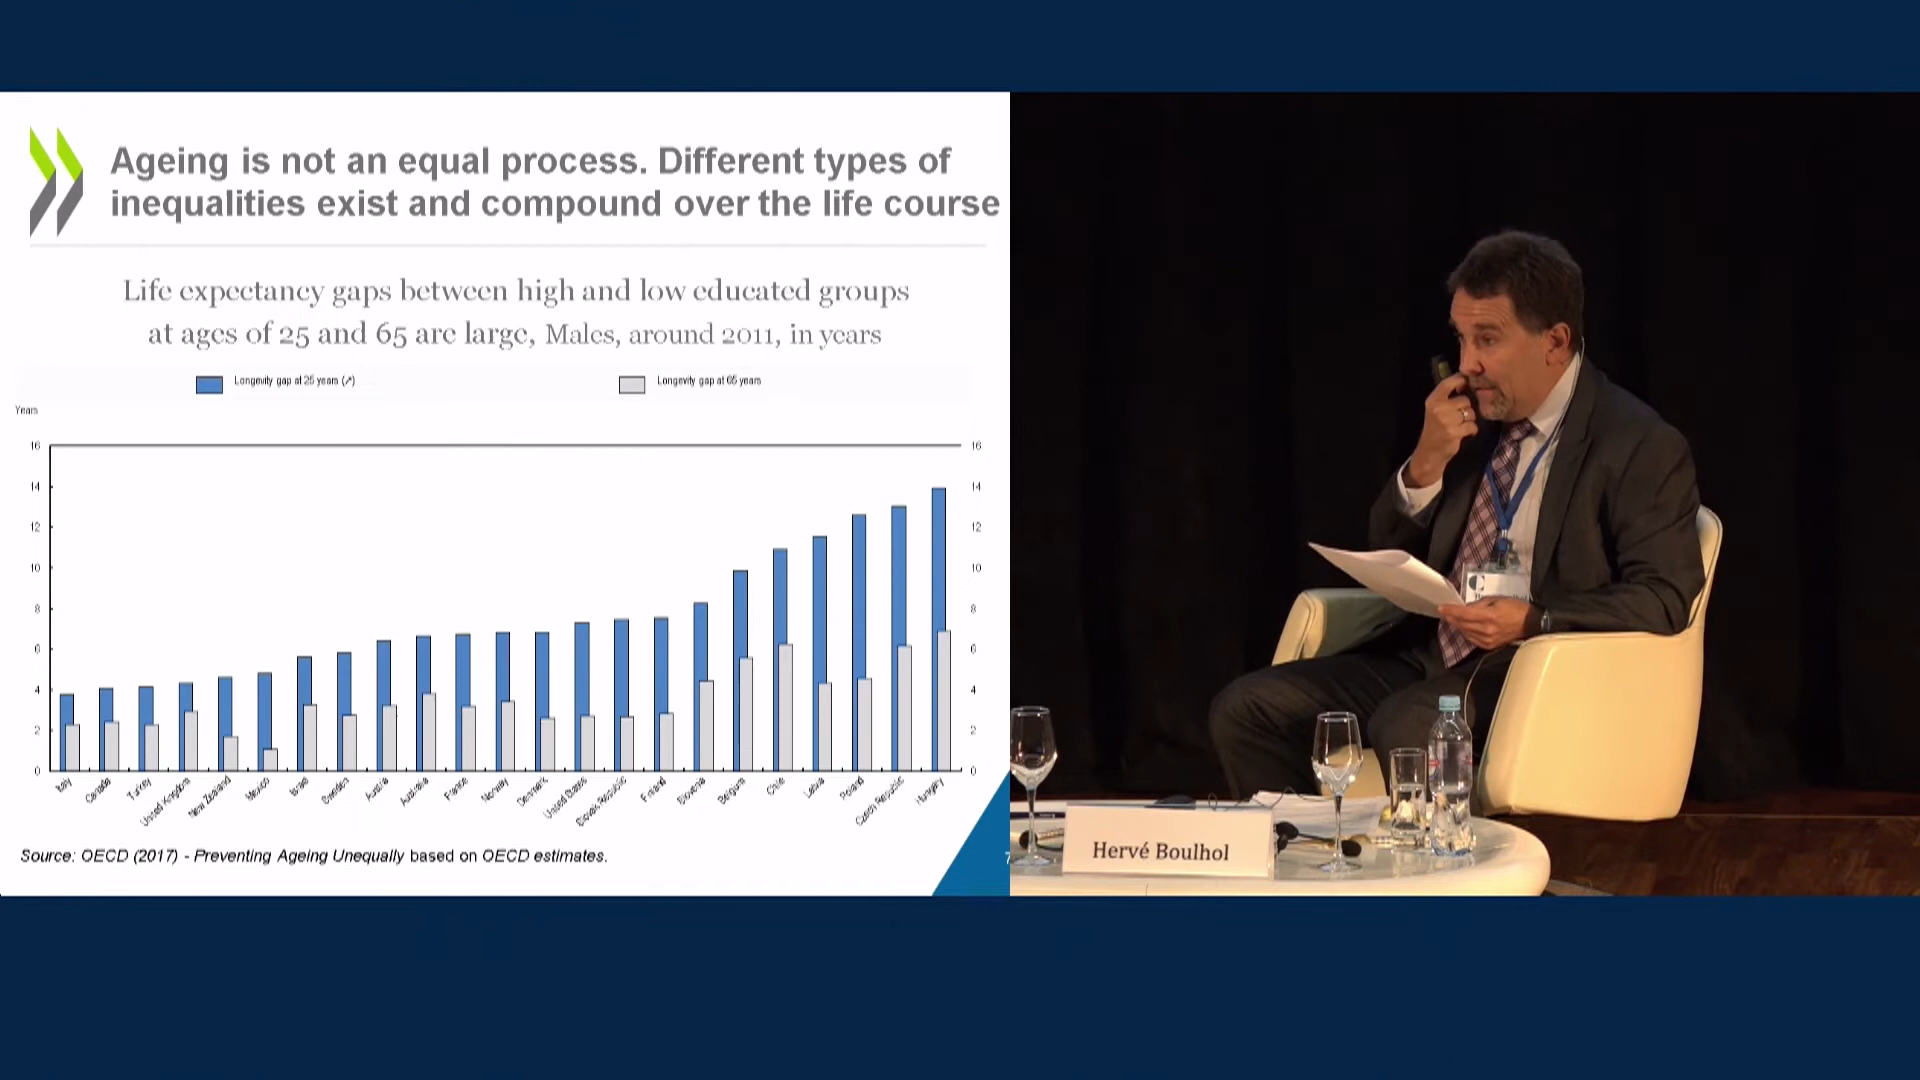 Ageing is not an equal process. Different types of
inequalities exist and compound over the life course
Life expectancy gaps between high and low educated groups
at ages of 25 and 65 are large, Males, around 2011, in years
Longevity gap at 25 years (↗)
Longevity gap at 65 years
Years
16
14
12
10
8
6
4
2
0
16
14
12
10
8
6
4
2
0
Italy
Canada
Turkey
United Kingdom
New Zealand
Mexico
Israel
Sweden
Austria
Australia
France
Norway
Denmark
United States
Slovak Republic
Finland
Slovenia
Belgium
Chile
Latvia
Poland
Czech Republic
Hungary
Source: OECD (2017) - Preventing Ageing Unequally based on OECD estimates.
Hervé Boulhol